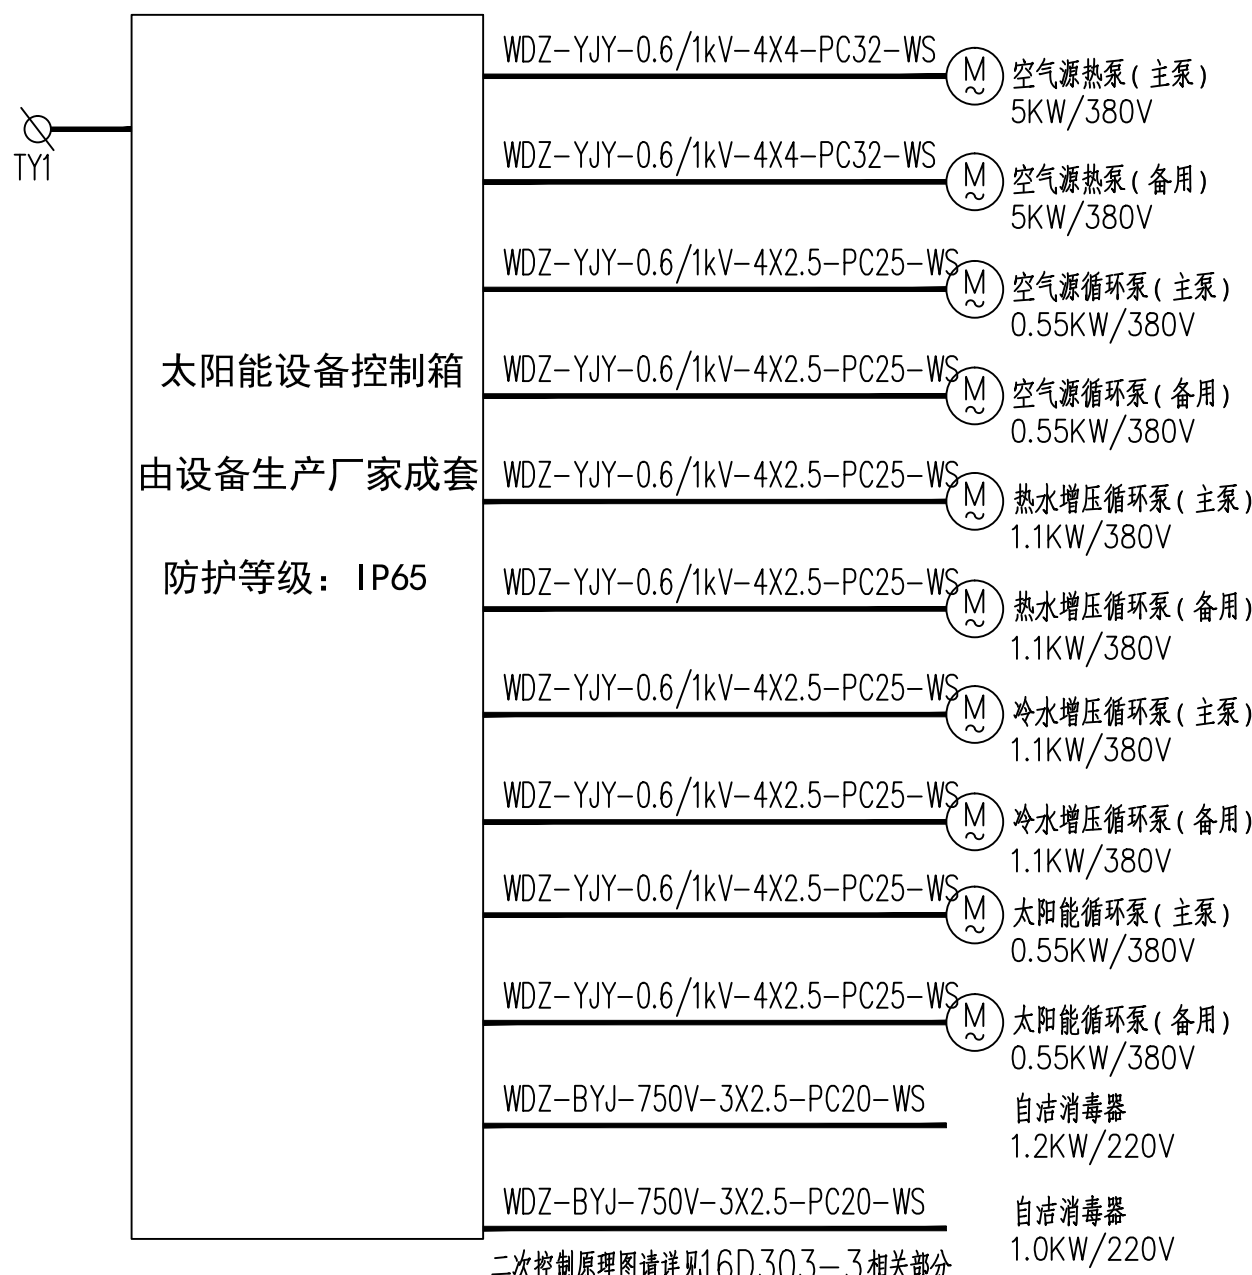 WDZ-YJY-0.6/1kV-4X4-PC32-WS
M
~
空气源热泵(主泵)
5KW/380V
TY1
WDZ-YJY-0.6/1kV-4X4-PC32-WS
M
~
空气源热泵(备用)
5KW/380V
WDZ-YJY-0.6/1kV-4X2.5-PC25-WS
M
~
空气源循环泵(主泵)
0.55KW/380V
太阳能设备控制箱
WDZ-YJY-0.6/1kV-4X2.5-PC25-WS
M
~
空气源循环泵(备用)
0.55KW/380V
由设备生产厂家成套
WDZ-YJY-0.6/1kV-4X2.5-PC25-WS
M
~
热水增压循环泵(主泵)
1.1KW/380V
防护等级：IP65
WDZ-YJY-0.6/1kV-4X2.5-PC25-WS
M
~
热水增压循环泵(备用)
1.1KW/380V
WDZ-YJY-0.6/1kV-4X2.5-PC25-WS
M
~
冷水增压循环泵(主泵)
1.1KW/380V
WDZ-YJY-0.6/1kV-4X2.5-PC25-WS
M
~
冷水增压循环泵(备用)
1.1KW/380V
WDZ-YJY-0.6/1kV-4X2.5-PC25-WS
M
~
太阳能循环泵(主泵)
0.55KW/380V
WDZ-YJY-0.6/1kV-4X2.5-PC25-WS
M
~
太阳能循环泵(备用)
0.55KW/380V
WDZ-BYJ-750V-3X2.5-PC20-WS
自洁消毒器
1.2KW/220V
WDZ-BYJ-750V-3X2.5-PC20-WS
自洁消毒器
1.0KW/220V
二次控制原理图请详见16D303-3相关部分